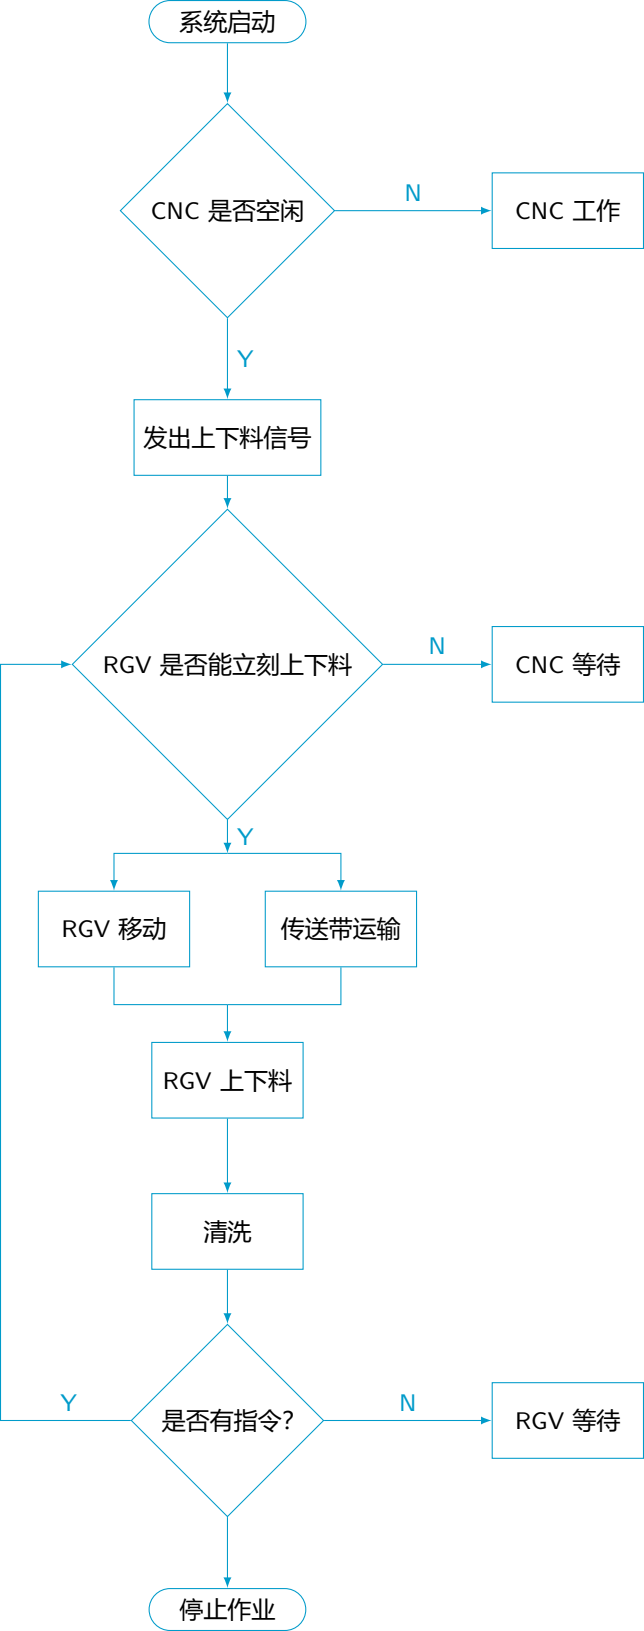 系统启动
CNC 是否空闲
N
CNC 工作
Y
发出上下料信号
RGV 是否能立刻上下料
N
CNC 等待
Y
RGV 移动
传送带运输
RGV 上下料
清洗
Y
是否有指令?
N
RGV 等待
停止作业